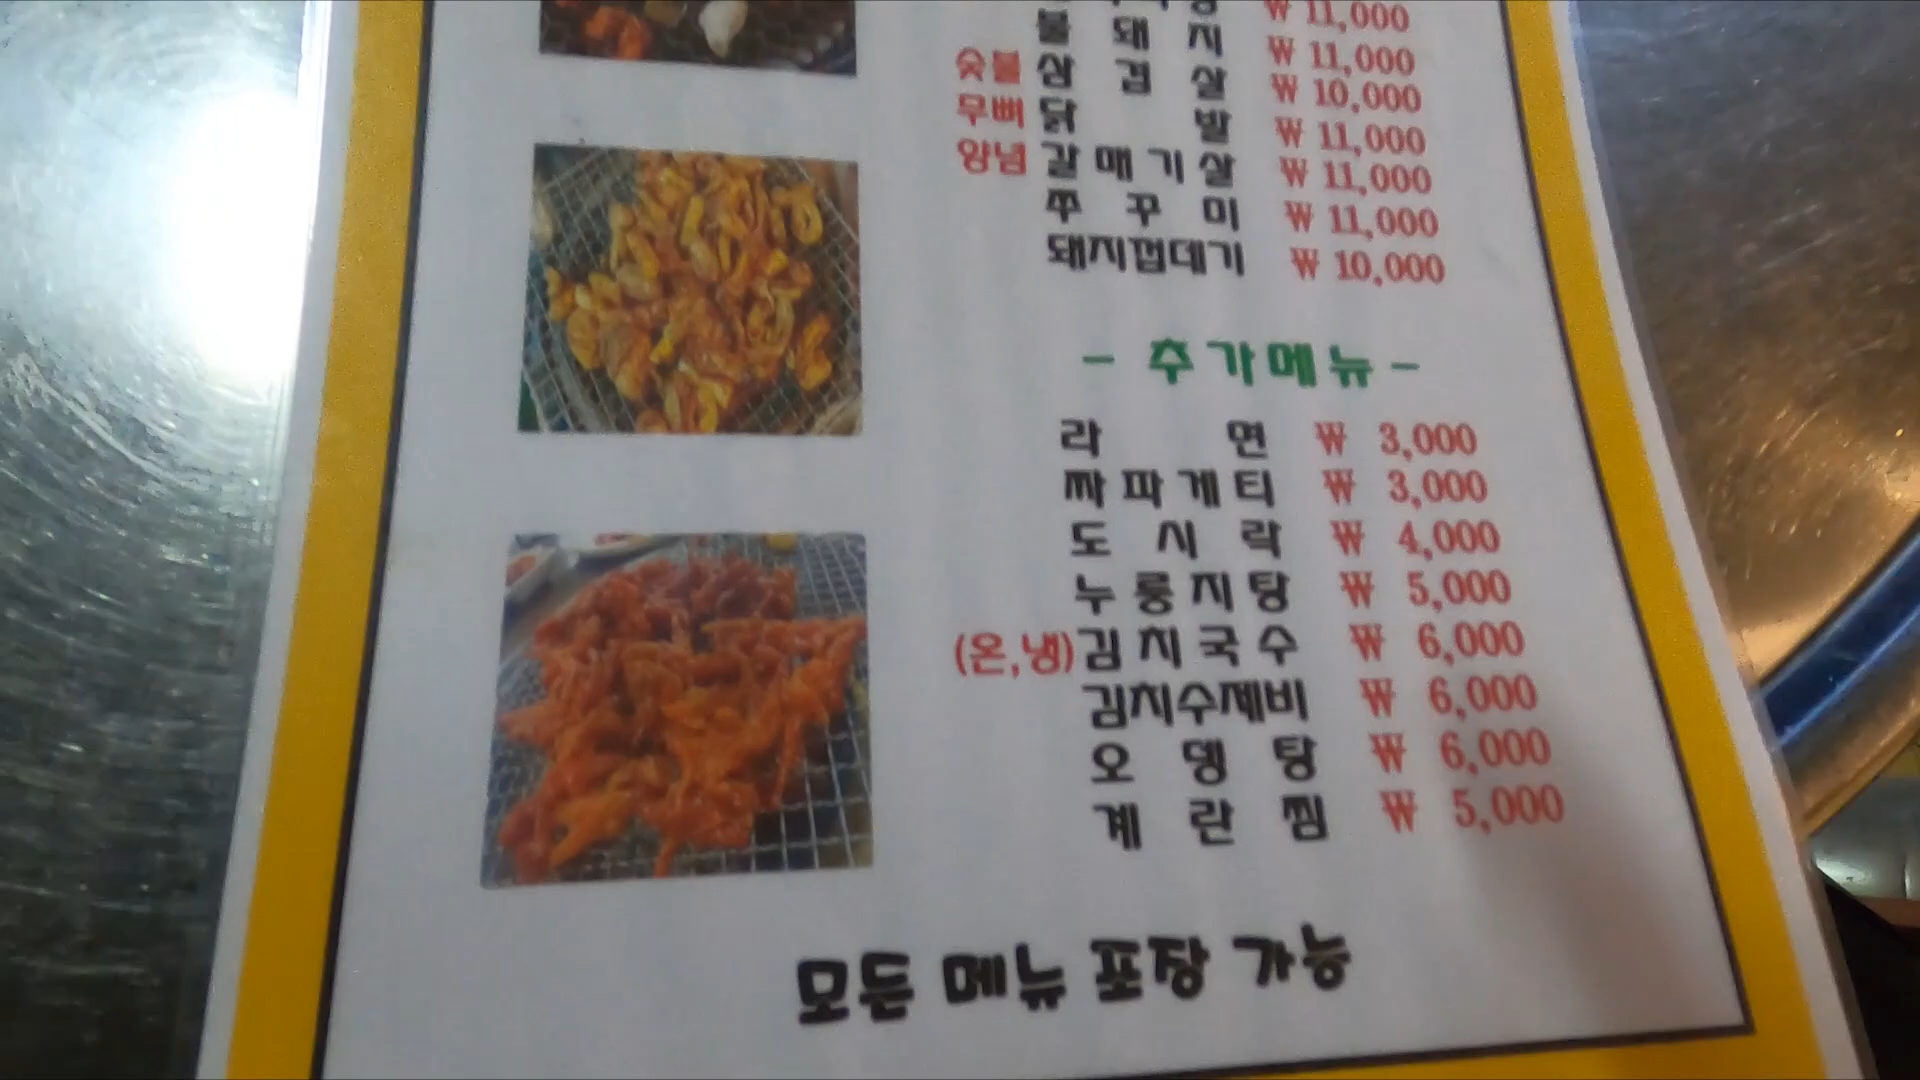 ₩ 11,000
불돼지 ₩ 11,000
숯불 삼겹살 ₩ 10,000
무뼈 닭발 ₩ 11,000
양념 갈매기살 ₩ 11,000
쭈꾸미 ₩ 11,000
돼지껍데기 ₩ 10,000
- 추가메뉴 -
라면 ₩ 3,000
짜파게티 ₩ 3,000
도시락 ₩ 4,000
누룽지탕 ₩ 5,000
(온,냉)김치국수 ₩ 6,000
김치수제비 ₩ 6,000
오뎅탕 ₩ 6,000
계란찜 ₩ 5,000
모든 메뉴 포장 가능